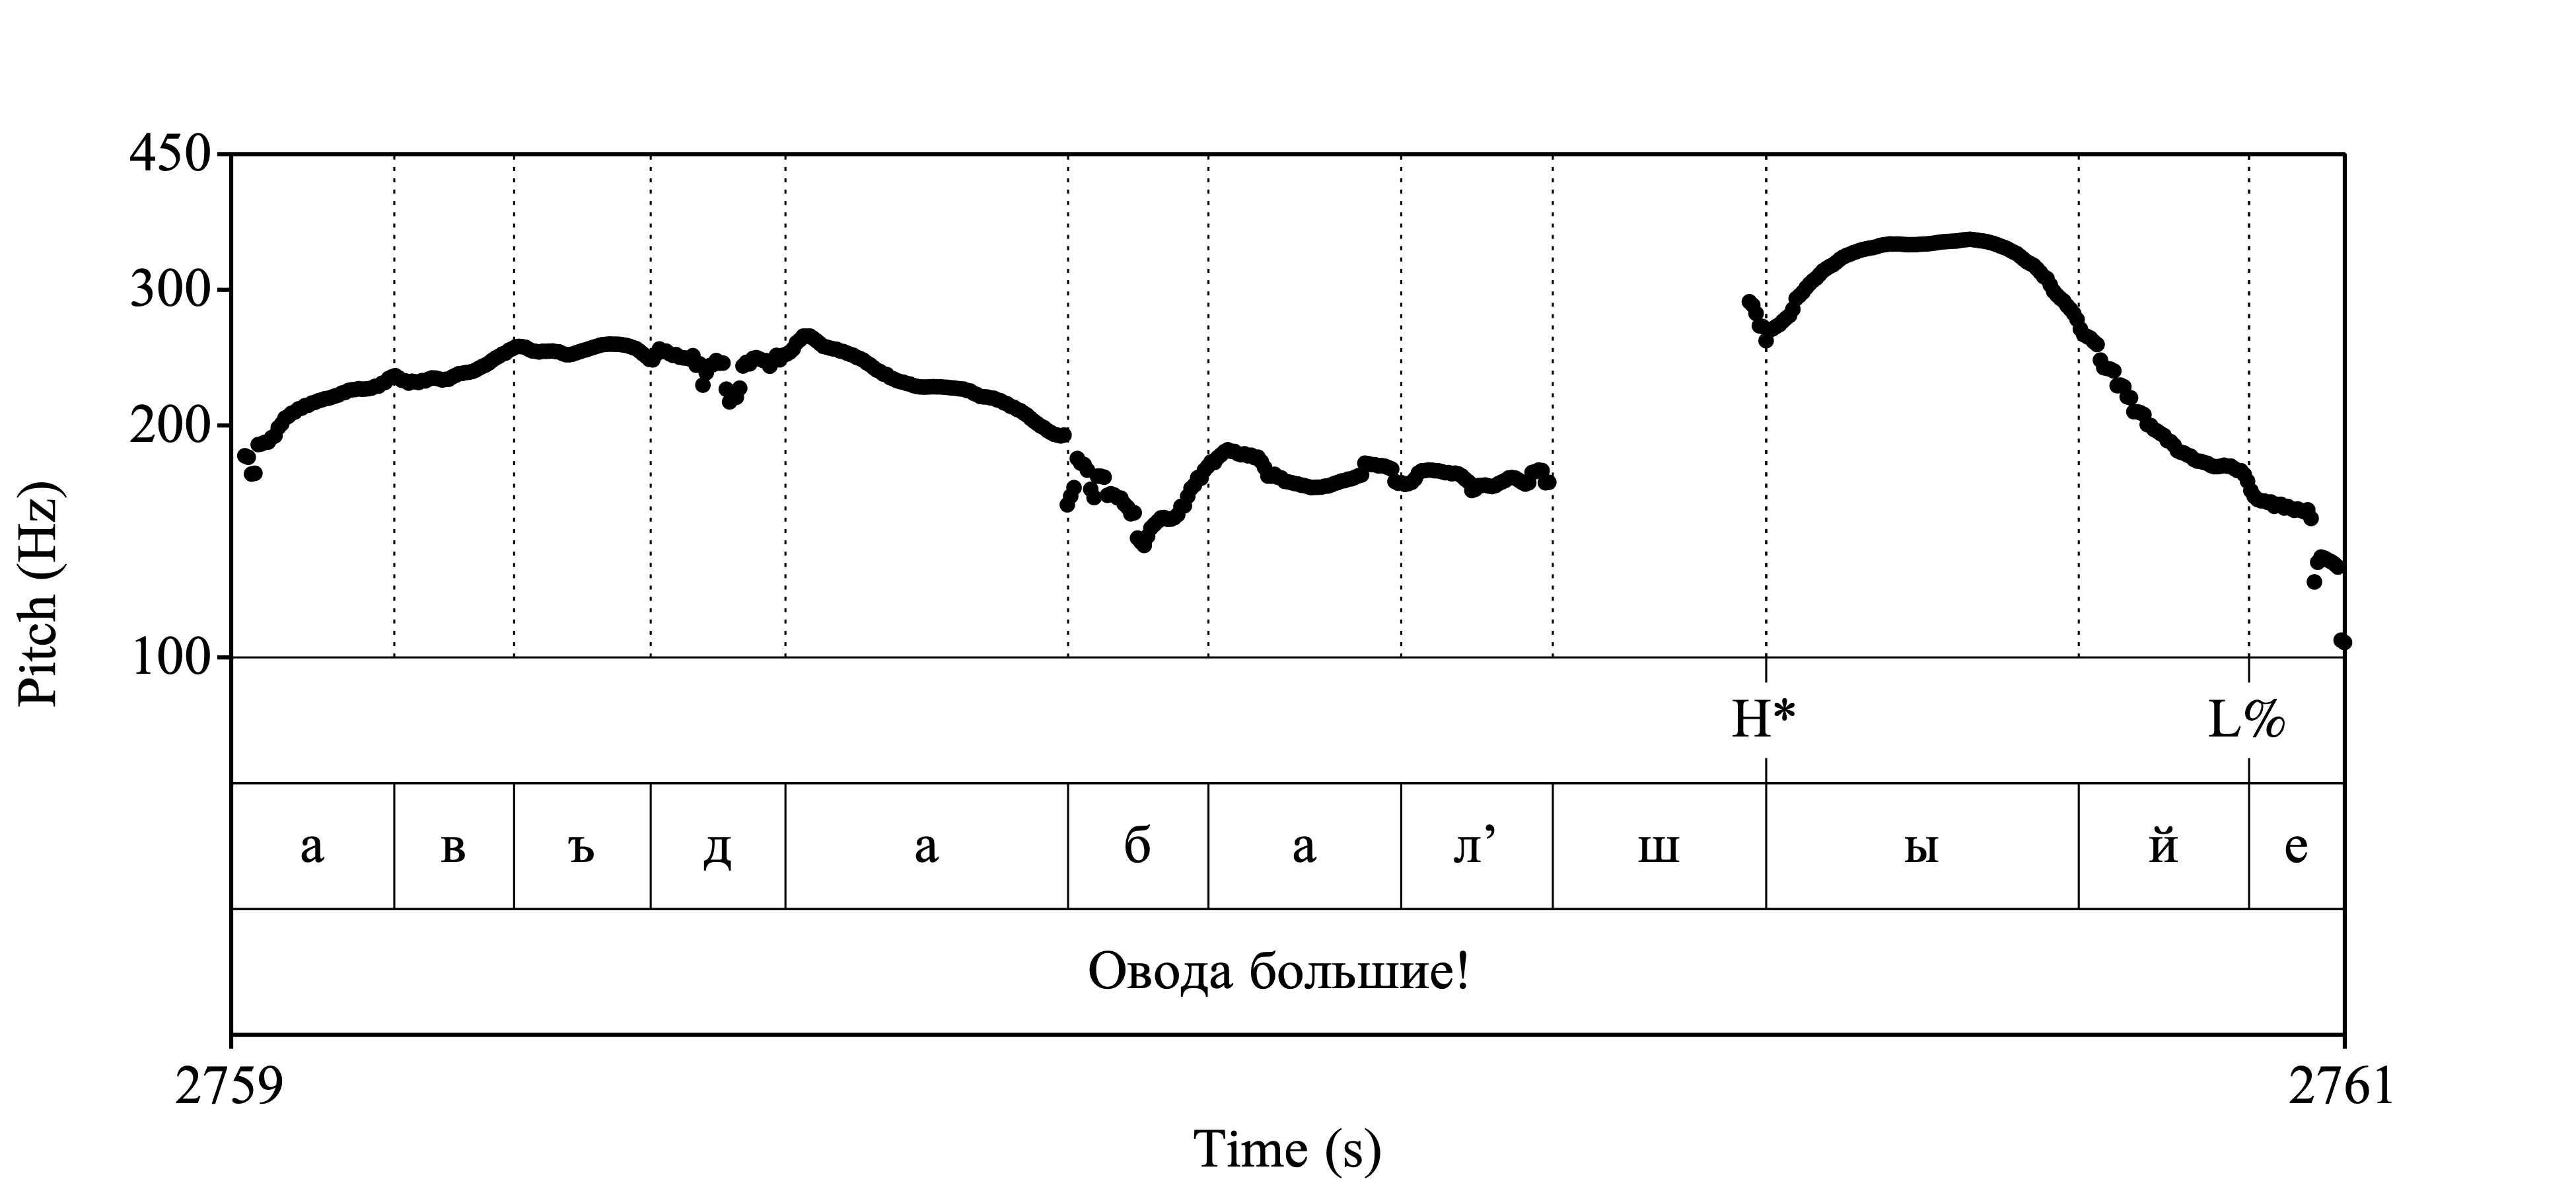 450
300
200
100
Pitch (Hz)
H* L%
а в ъ д а б а л’ ш ы й е
Овода большие!
2759 2761
Time (s)